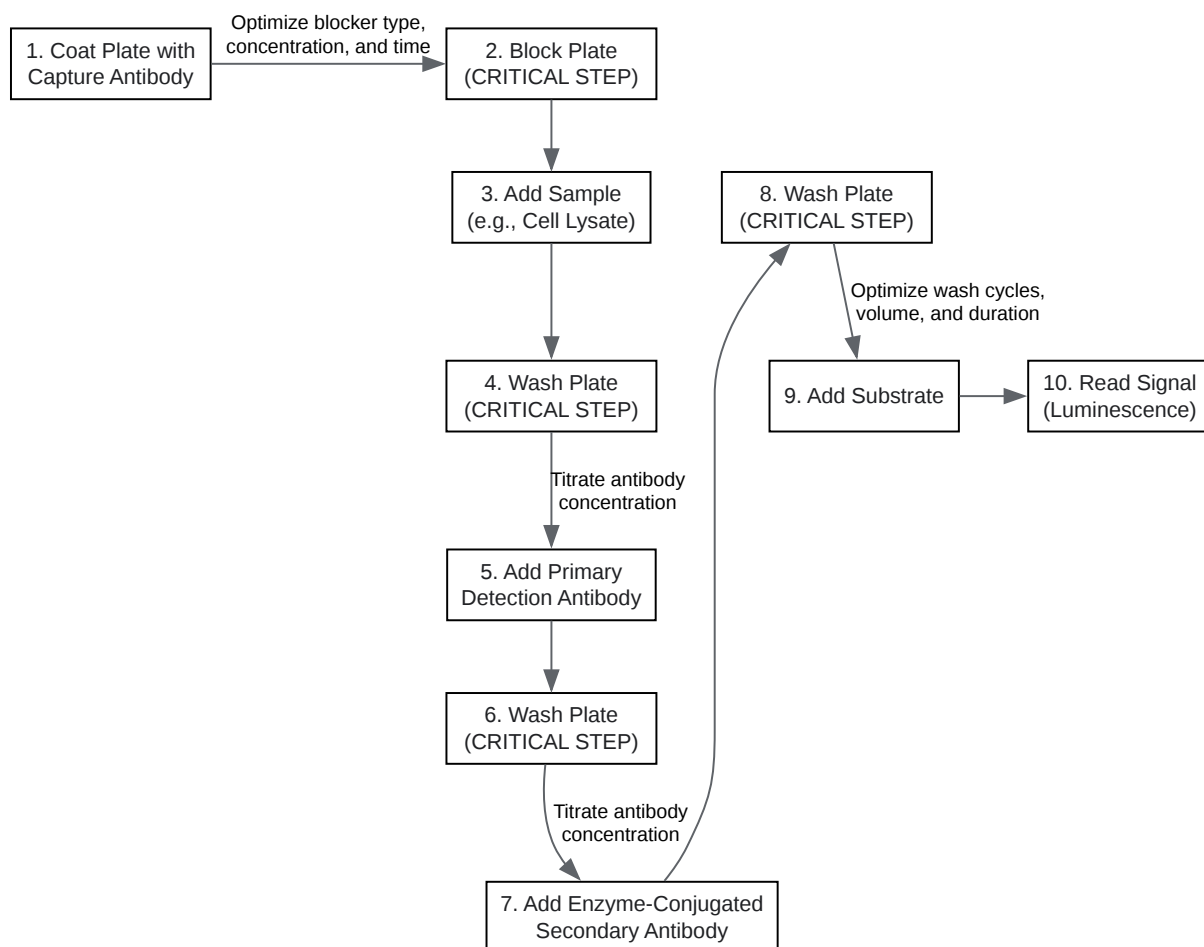 1. Coat Plate with
Capture Antibody
Optimize blocker type,
concentration, and time
2. Block Plate
(CRITICAL STEP)
3. Add Sample
(e.g., Cell Lysate)
4. Wash Plate
(CRITICAL STEP)
Titrate antibody
concentration
5. Add Primary
Detection Antibody
6. Wash Plate
(CRITICAL STEP)
Titrate antibody
concentration
7. Add Enzyme-Conjugated
Secondary Antibody
8. Wash Plate
(CRITICAL STEP)
Optimize wash cycles,
volume, and duration
9. Add Substrate
10. Read Signal
(Luminescence)